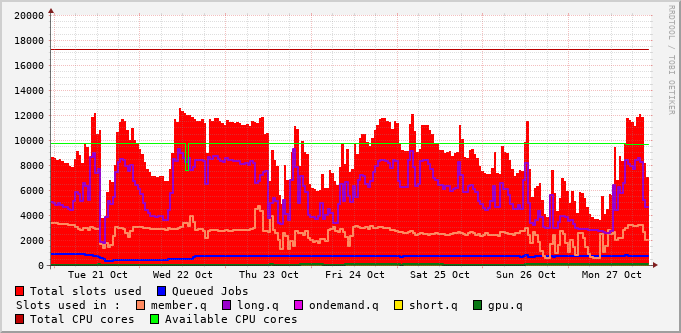 RRDTOOL / TOBI OETIKER
20000
18000
16000
14000
12000
10000
8000
6000
4000
2000
0
Tue 21 Oct Wed 22 Oct Thu 23 Oct Fri 24 Oct Sat 25 Oct Sun 26 Oct Mon 27 Oct
Total slots used Queued Jobs
Slots used in : member.q long.q ondemand.q short.q gpu.q
Total CPU cores Available CPU cores